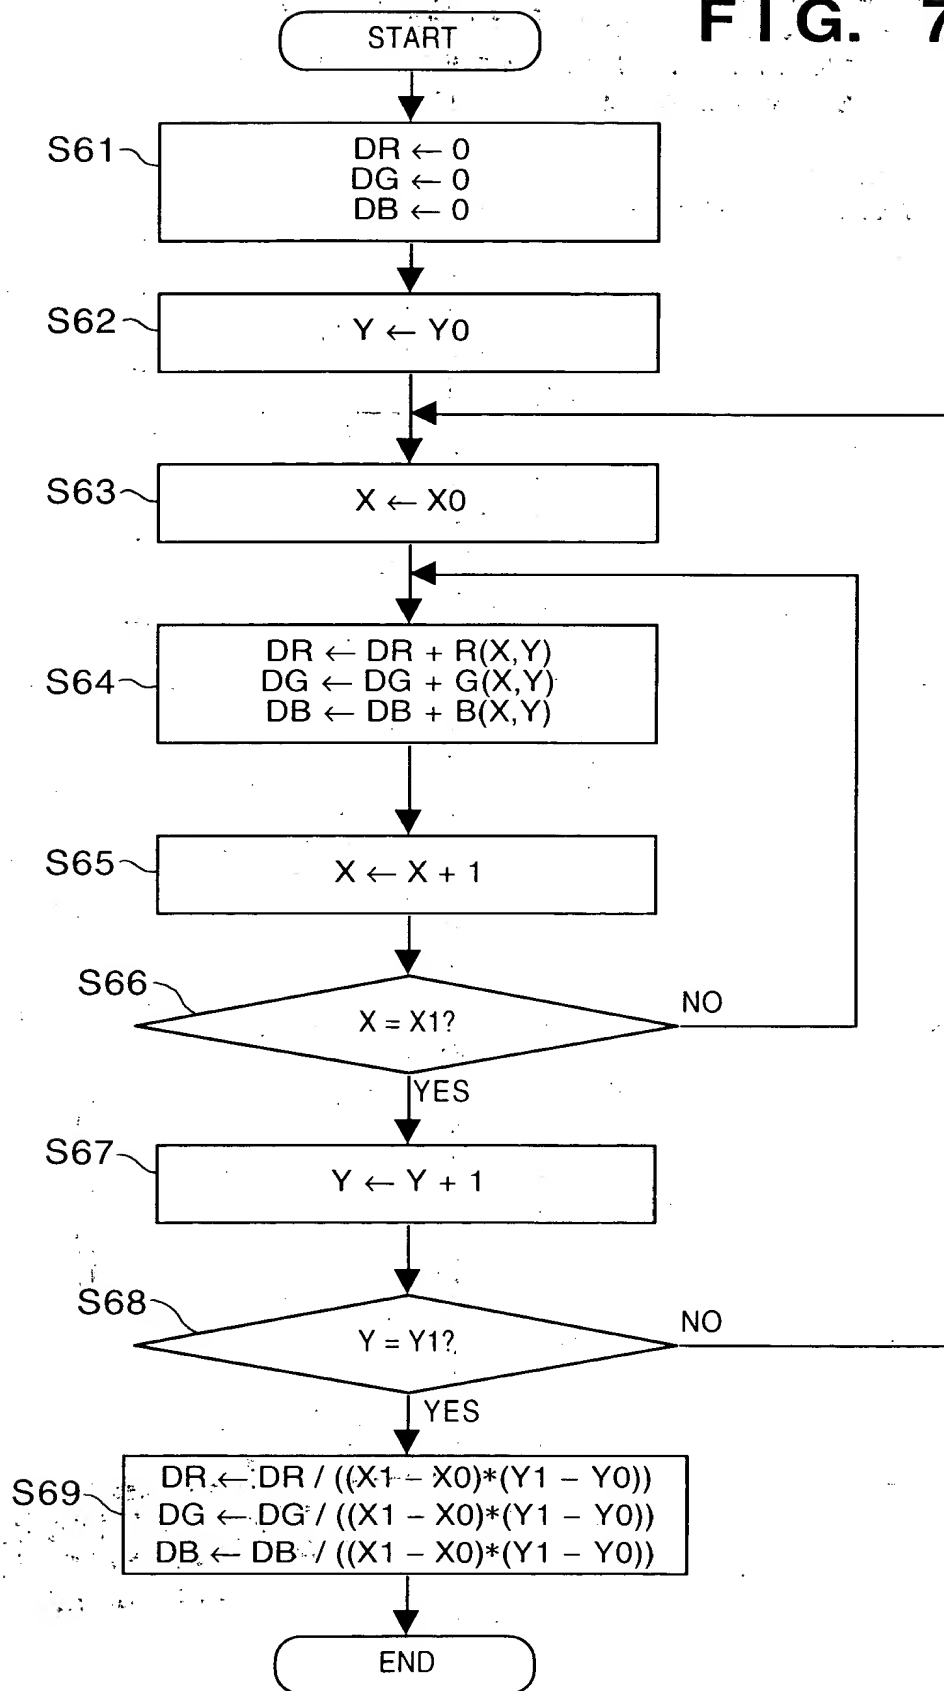 FIG. 7
START
S61
DR ← 0
DG ← 0
DB ← 0
S62
Y ← Y0
S63
X ← X0
S64
DR ← DR + R(X,Y)
DG ← DG + G(X,Y)
DB ← DB + B(X,Y)
S65
X ← X + 1
S66
X = X1?
NO
YES
S67
Y ← Y + 1
S68
Y = Y1?
NO
YES
S69
DR ← DR / ((X1 – X0)*(Y1 – Y0))
DG ← DG / ((X1 – X0)*(Y1 – Y0))
DB ← DB / ((X1 – X0)*(Y1 – Y0))
END